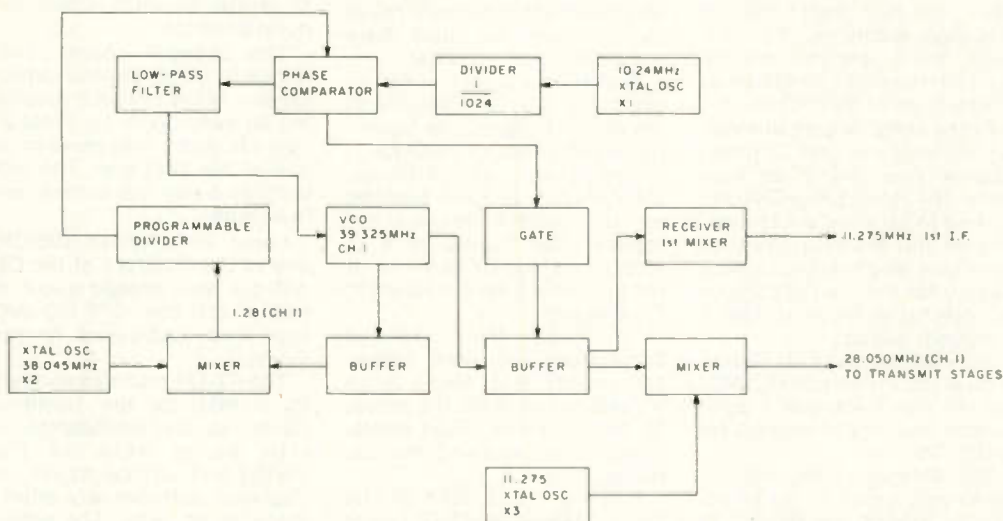 LOW-PASS
FILTER
PHASE
COMPARATOR
DIVIDER
1
1024
10.24MHz
XTAL OSC
X1
PROGRAMMABLE
DIVIDER
VCO
39.325MHz
CH 1
GATE
RECEIVER
1st MIXER
11.275MHz 1st I.F.
1.28 (CH 1)
XTAL OSC
38.045MHz
X2
MIXER
BUFFER
BUFFER
MIXER
28.050MHz (CH 1)
TO TRANSMIT STAGES
11.275
XTAL OSC
X3